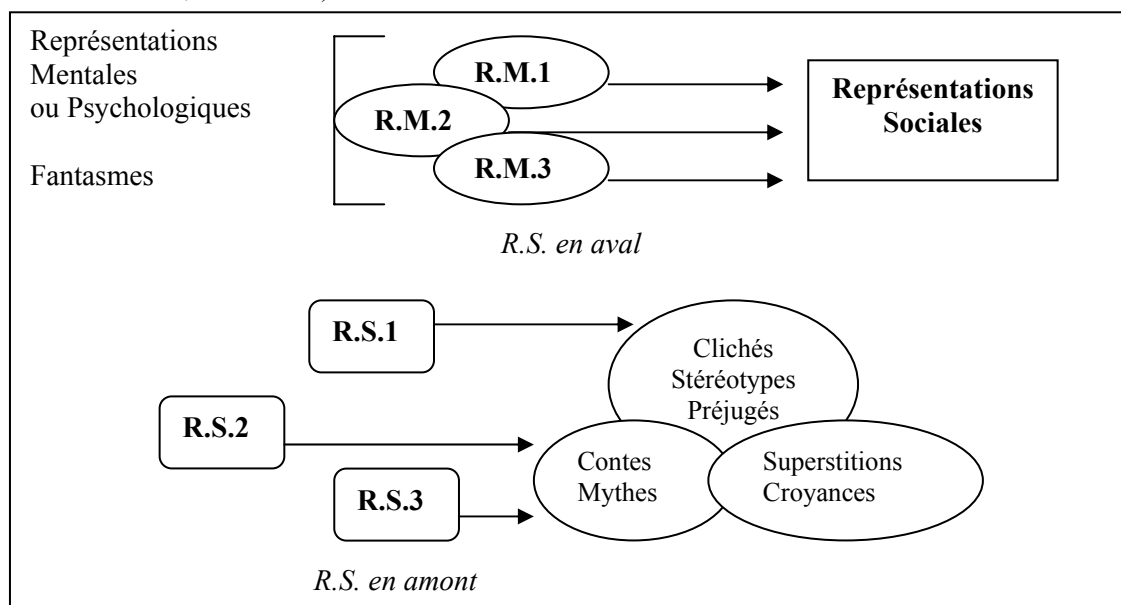 Représentations
Mentales
ou Psychologiques
Fantasmes
R.M.1
R.M.2
R.M.3
Représentations
Sociales
R.S. en aval
R.S.1
R.S.2
R.S.3
Clichés
Stéréotypes
Préjugés
Contes
Mythes
Superstitions
Croyances
R.S. en amont